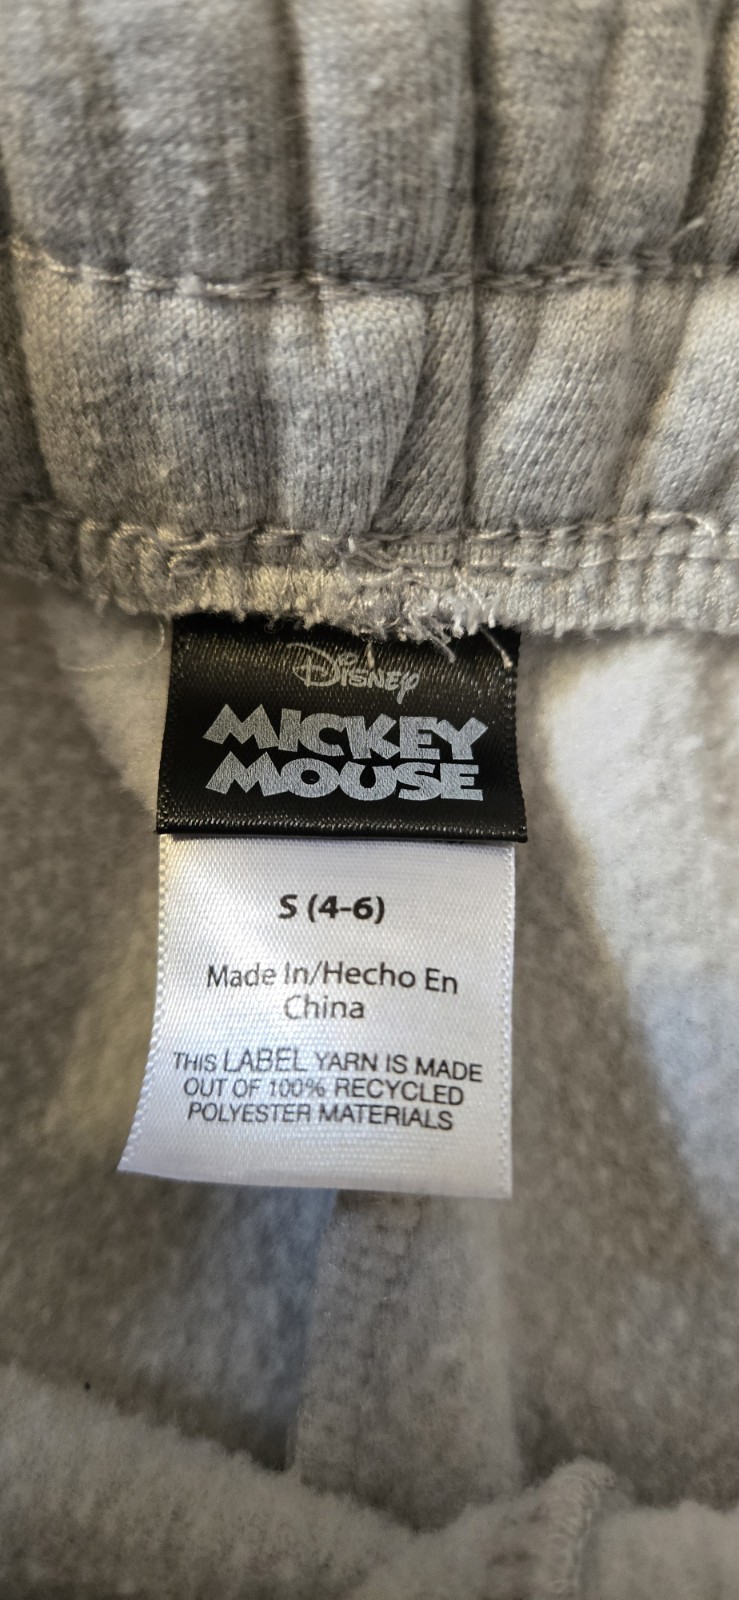 Disney
MICKEY
MOUSE
S (4-6)
Made In/Hecho En
China
THIS LABEL YARN IS MADE
OUT OF 100% RECYCLED
POLYESTER MATERIALS